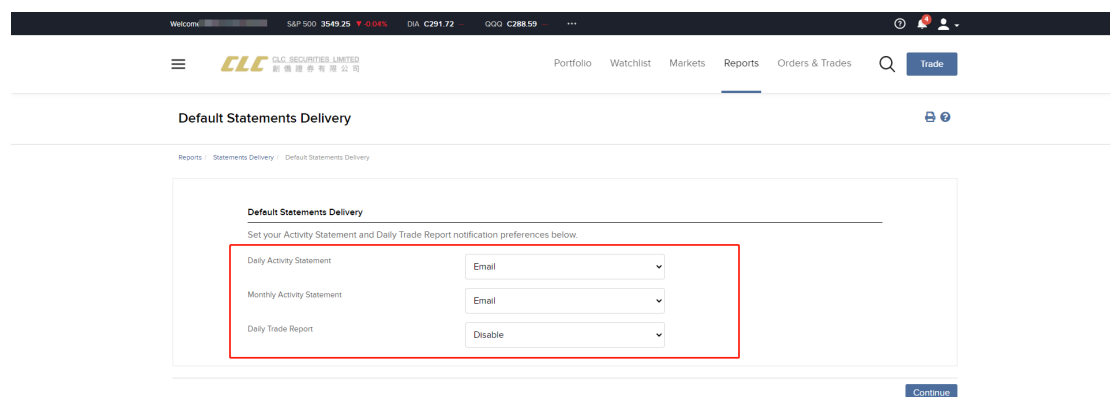 Welcome S&P 500 3549.25 ▼-0.04% DIA C291.72 – QQQ C288.59 – ···
CLC CLC SECURITIES LIMITED
創僑證券有限公司
Portfolio Watchlist Markets Reports Orders & Trades Trade
Default Statements Delivery
Reports / Statements Delivery / Default Statements Delivery
Default Statements Delivery
Set your Activity Statement and Daily Trade Report notification preferences below.
Daily Activity Statement Email
Monthly Activity Statement Email
Daily Trade Report Disable
Continue